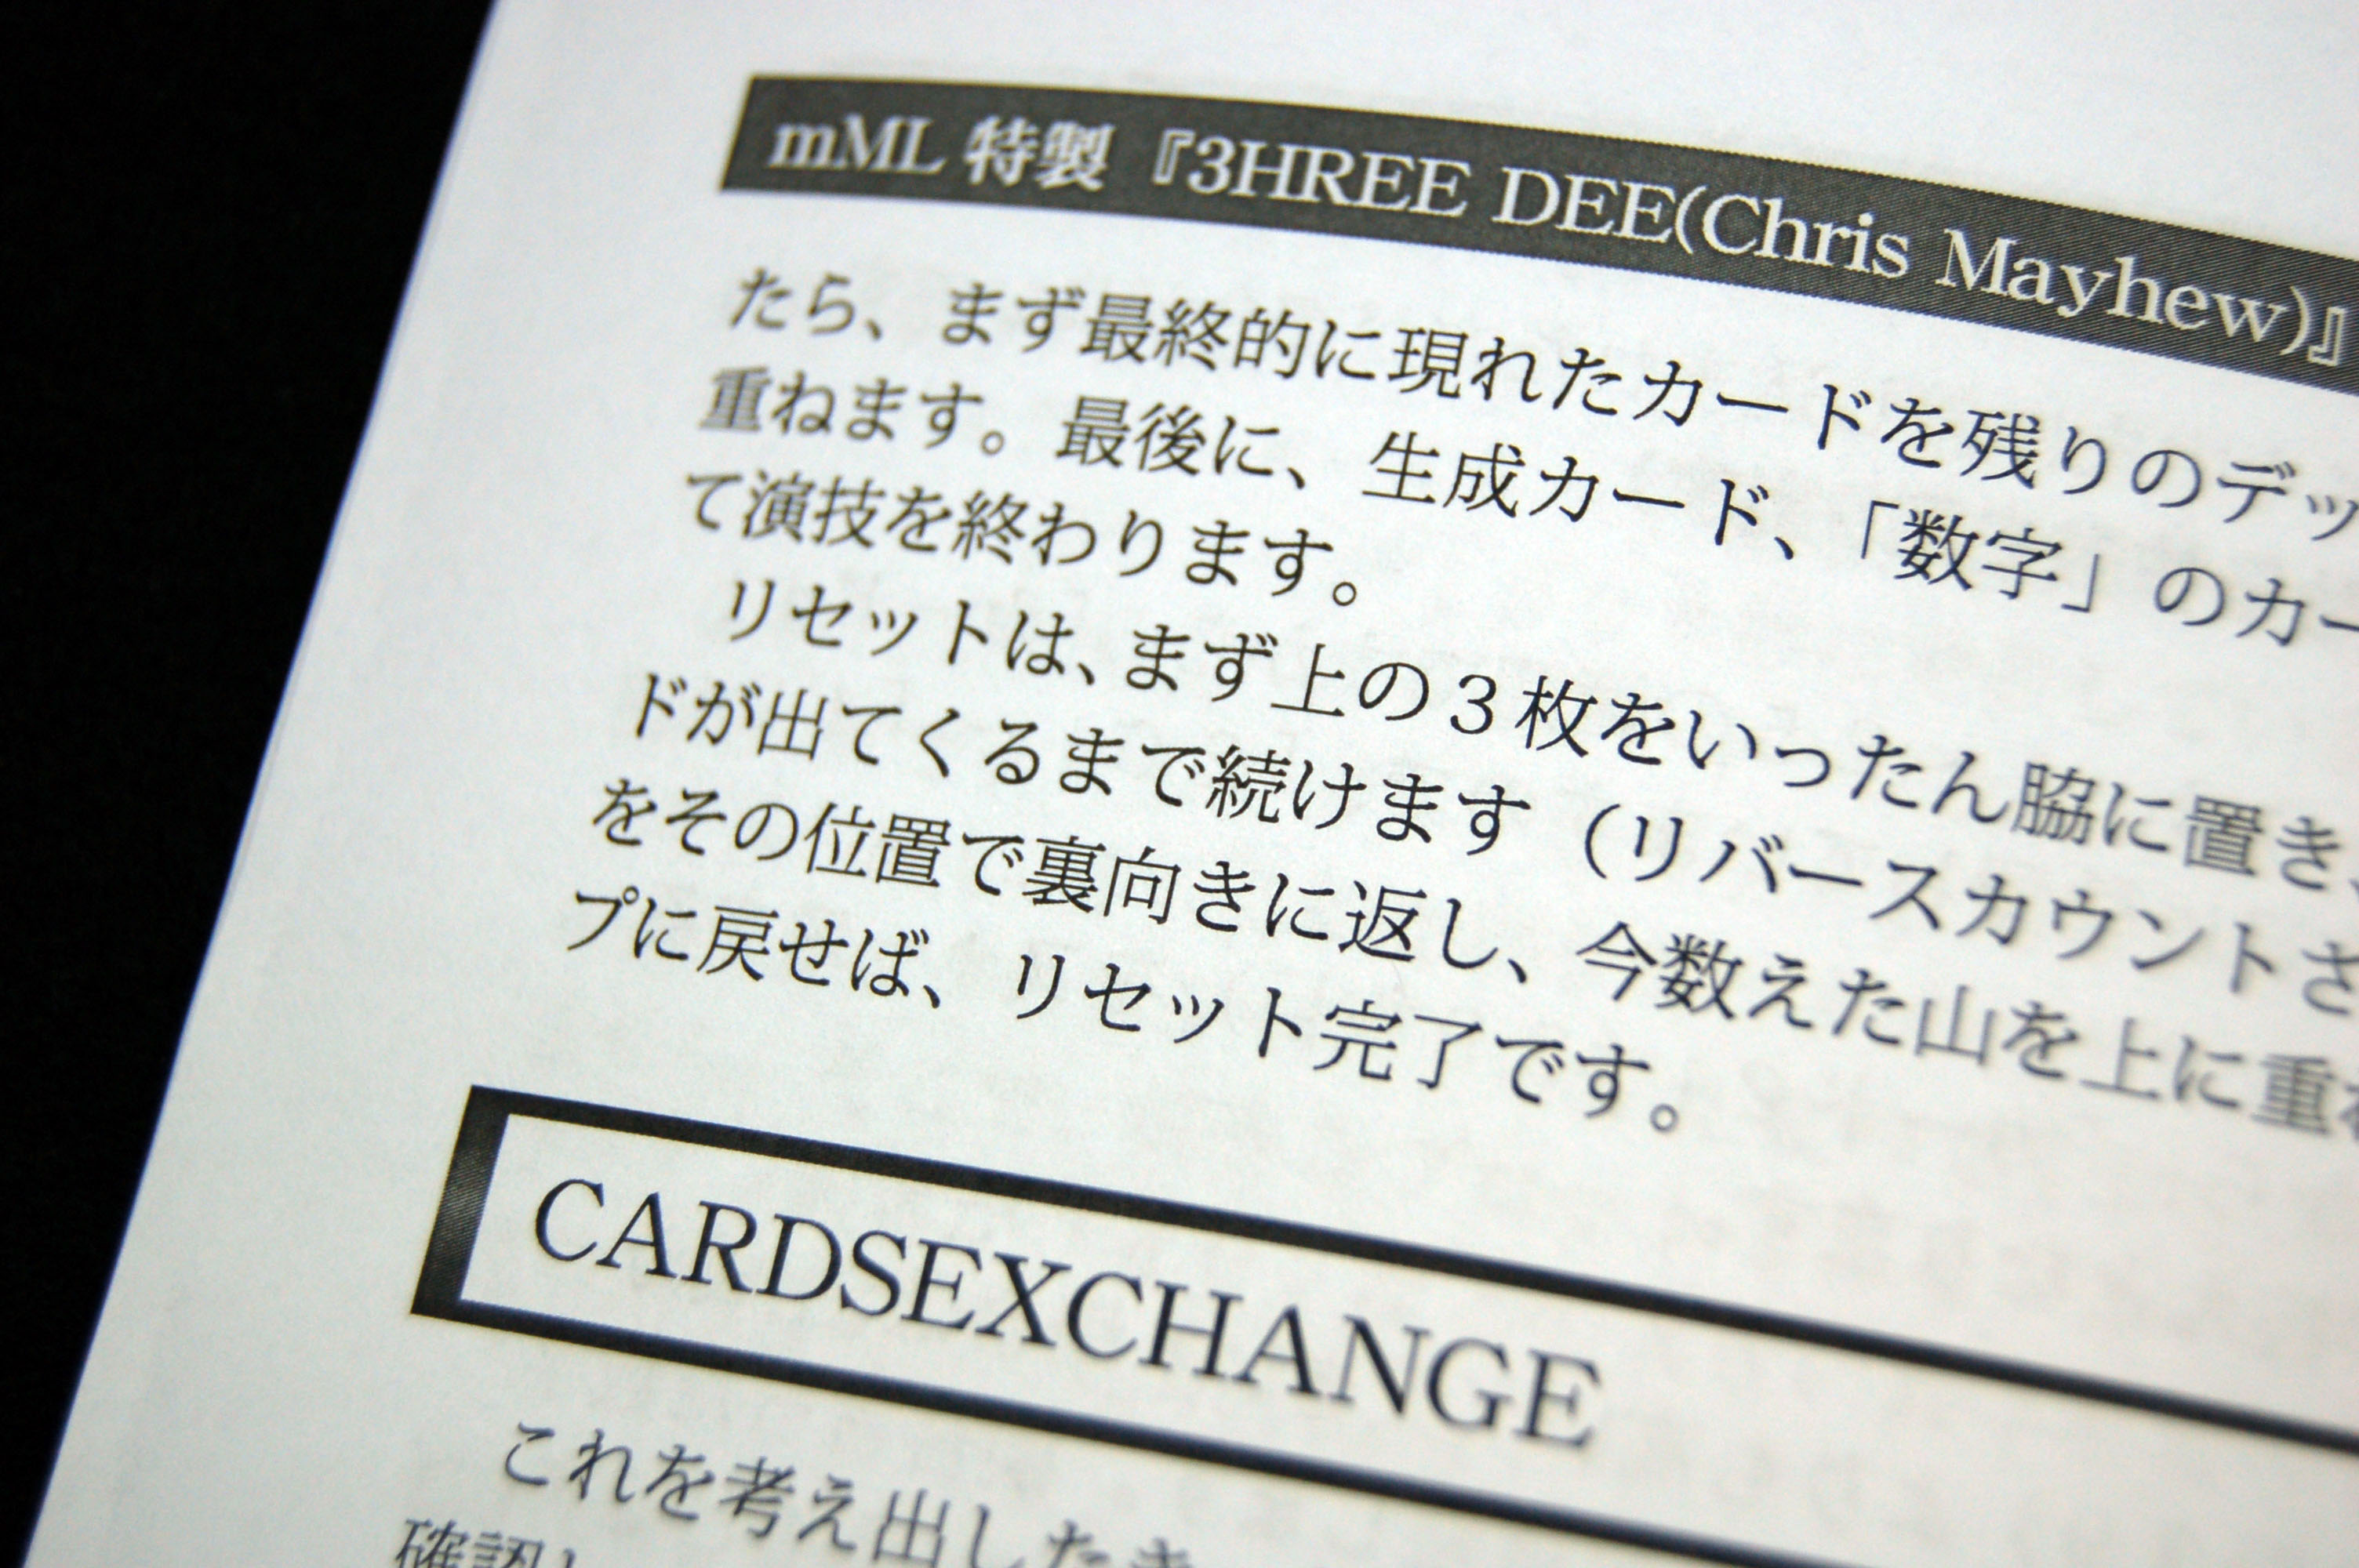 mML 特製『3HREE DEE(Chris Mayhew)』
たら、まず最終的に現れたカードを残りのデッ
重ねます。最後に、生成カード、「数字」のカー
て演技を終わります。
リセットは、まず上の３枚をいったん脇に置き、
ドが出てくるまで続けます（リバースカウントさ
をその位置で裏向きに返し、今数えた山を上に重ね
プに戻せば、リセット完了です。
CARDSEXCHANGE
これを考え出したき
確認し